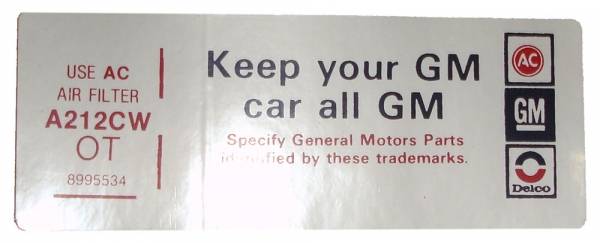 USE AC
AIR FILTER
A212CW
OT
8995534
Keep your GM
car all GM
Specify General Motors Parts
identified by these trademarks.
AC
GM
Delco